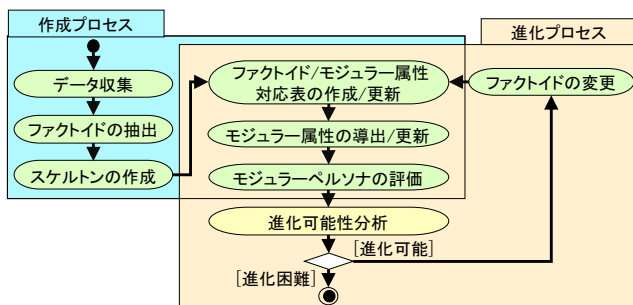 作成プロセス
進化プロセス
データ収集
ファクトイドの抽出
スケルトンの作成
ファクトイド/モジュラー属性
対応表の作成/更新
モジュラー属性の導出/更新
モジュラーペルソナの評価
進化可能性分析
ファクトイドの変更
[進化可能]
[進化困難]